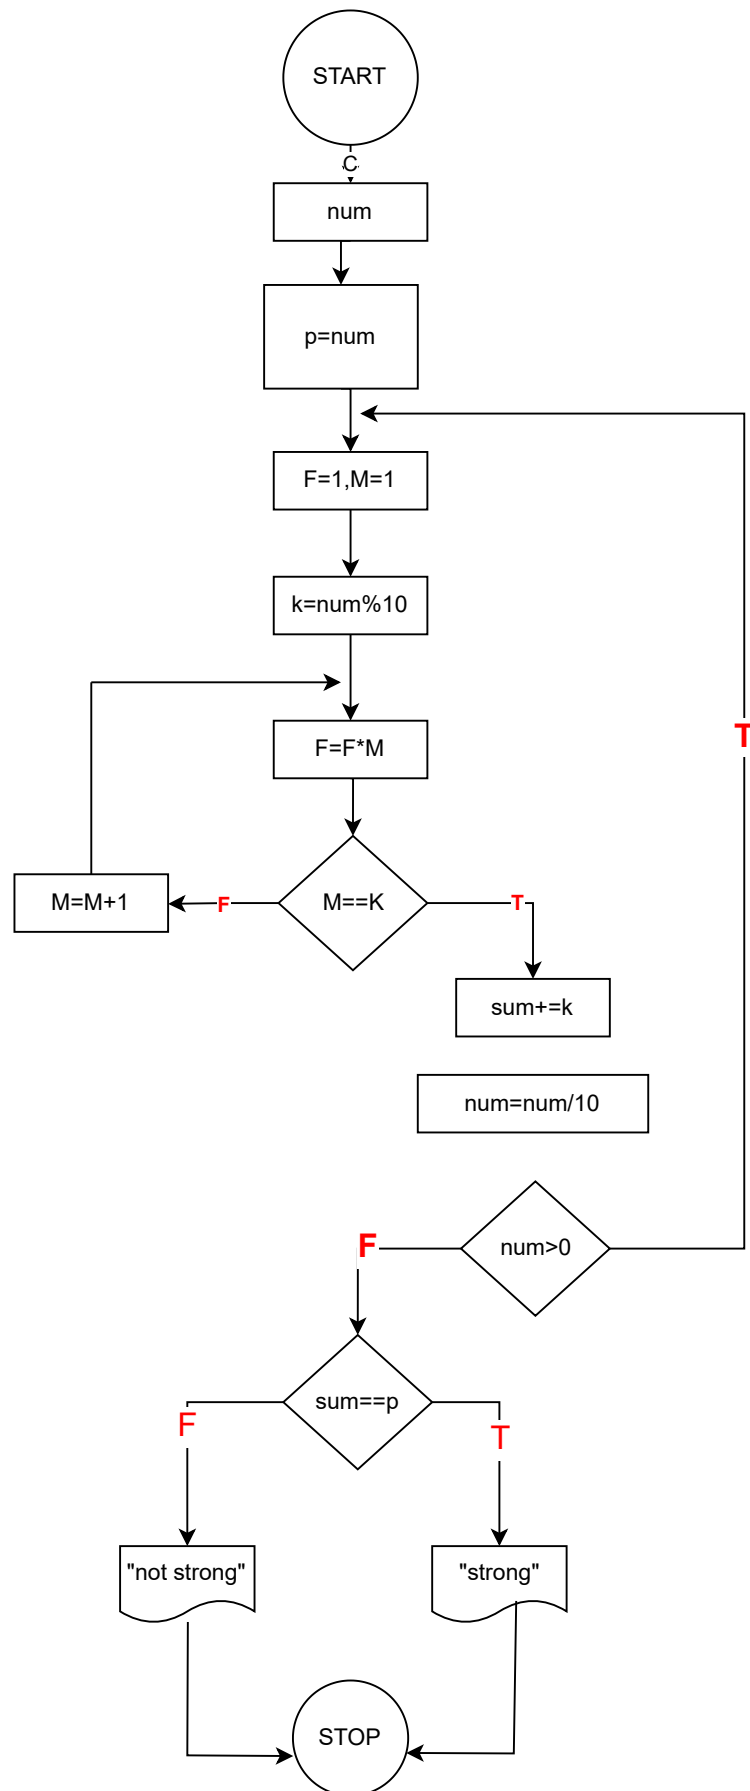 START
C
num
p=num
F=1,M=1
k=num%10
T
F=F*M
M=M+1
F
M==K
T
sum+=k
num=num/10
F
num>0
sum==p
F
T
"not strong"
"strong"
STOP